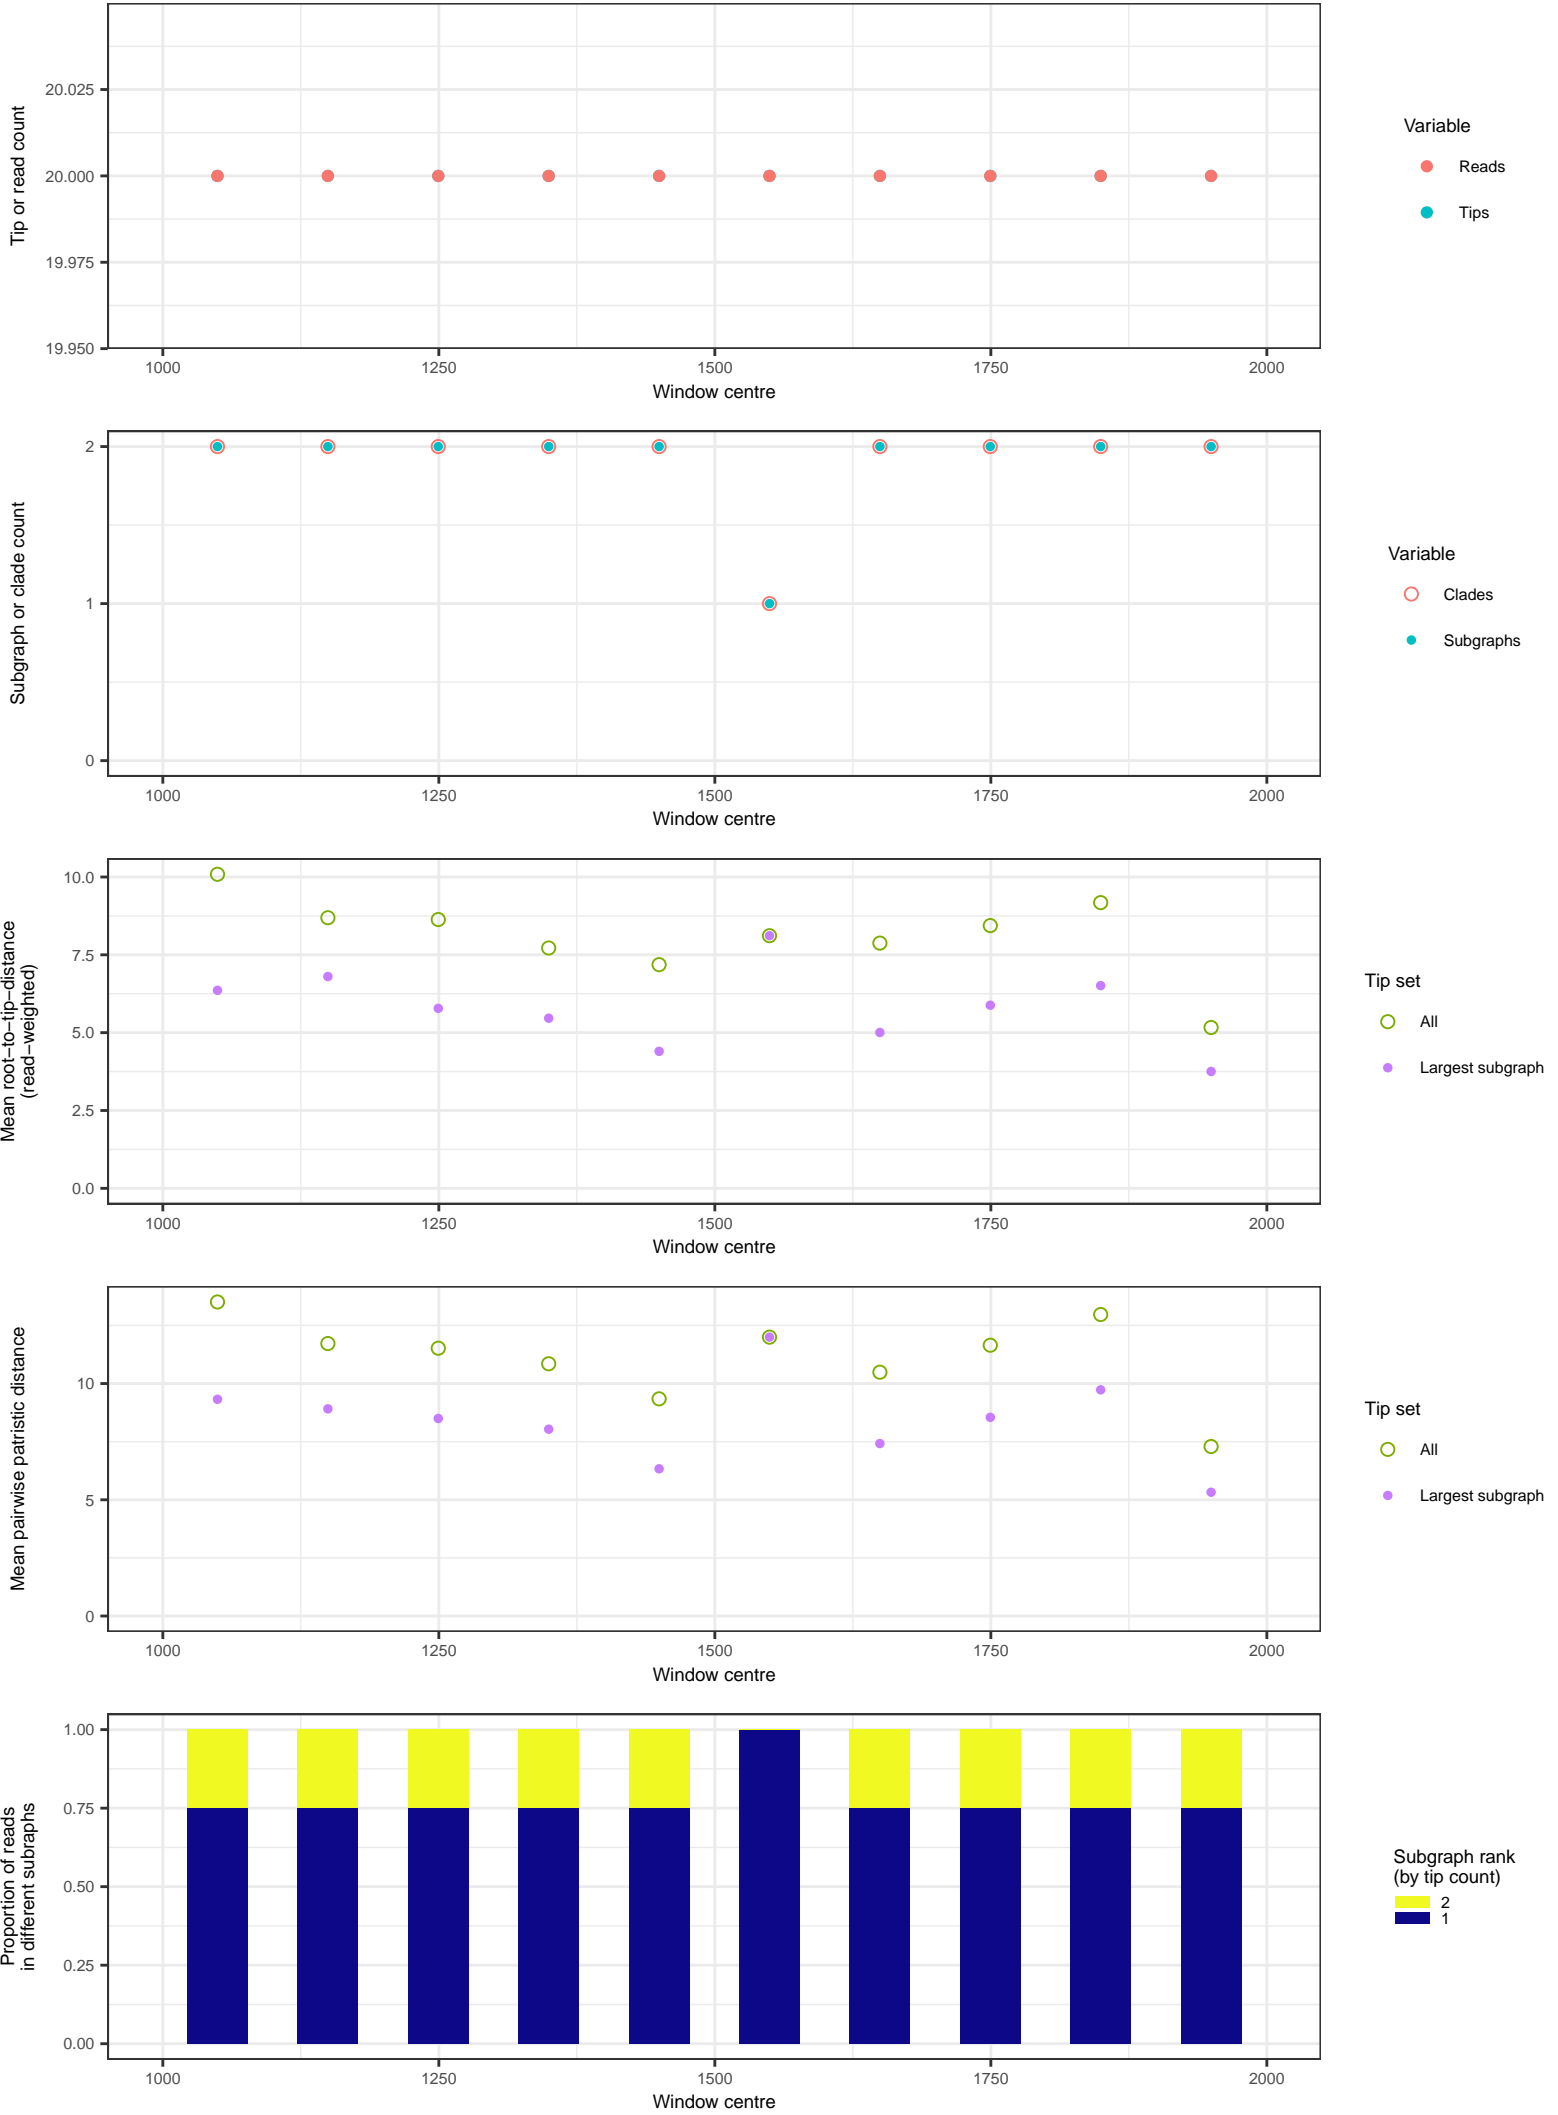 20.025
20.000
19.975
19.950
Tip or read count
1000 1250 1500 1750 2000
Window centre
Variable
Reads
Tips
2
1
0
Subgraph or clade count
1000 1250 1500 1750 2000
Window centre
Variable
Clades
Subgraphs
10.0
7.5
5.0
2.5
0.0
Mean root−to−tip−distance
(read−weighted)
1000 1250 1500 1750 2000
Window centre
Tip set
All
Largest subgraph
10
5
0
Mean pairwise patristic distance
1000 1250 1500 1750 2000
Window centre
Tip set
All
Largest subgraph
1.00
0.75
0.50
0.25
0.00
Proportion of reads
in different subraphs
1000 1250 1500 1750 2000
Window centre
Subgraph rank
(by tip count)
2
1